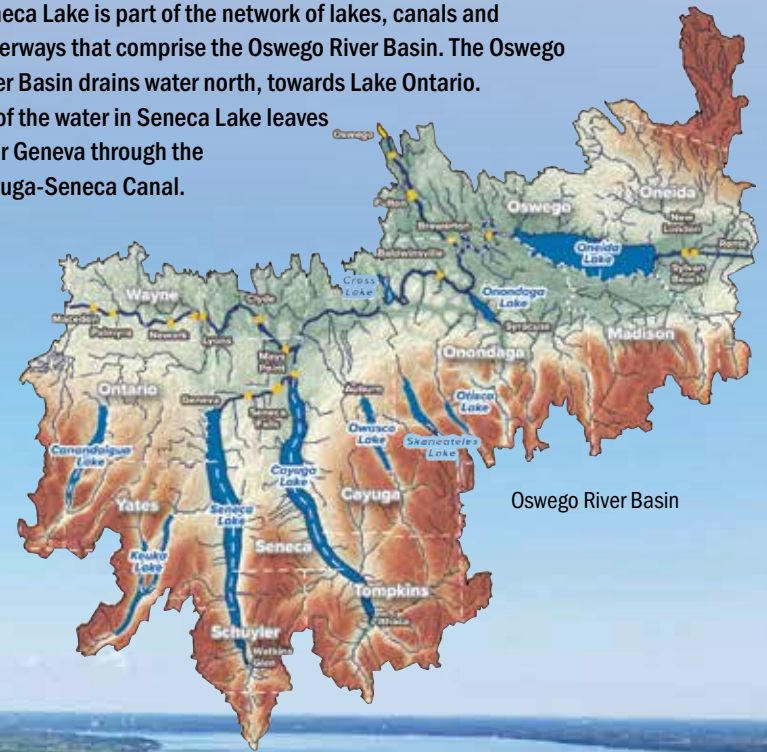 neca Lake is part of the network of lakes, canals and
erways that comprise the Oswego River Basin. The Oswego
er Basin drains water north, towards Lake Ontario.
of the water in Seneca Lake leaves
r Geneva through the
uga-Seneca Canal.
Oswego
Fulton
Oswego
Oneida
New
London
Rome
Brewerton
Oneida
Lake
Sylvan
Beach
Baldwinsville
Cross
Lake
Onondaga
Lake
Syracuse
Madison
Wayne
Clyde
Macedon
Palmyra
Newark
Lyons
Mays
Point
Onondaga
Ontario
Geneva
Seneca
Falls
Auburn
Otisco
Lake
Owasco
Lake
Skaneateles
Lake
Canandaigua
Lake
Cayuga
Lake
Cayuga
Yates
Seneca
Lake
Oswego River Basin
Keuka
Lake
Seneca
Tompkins
Ithaca
Schuyler
Watkins
Glen